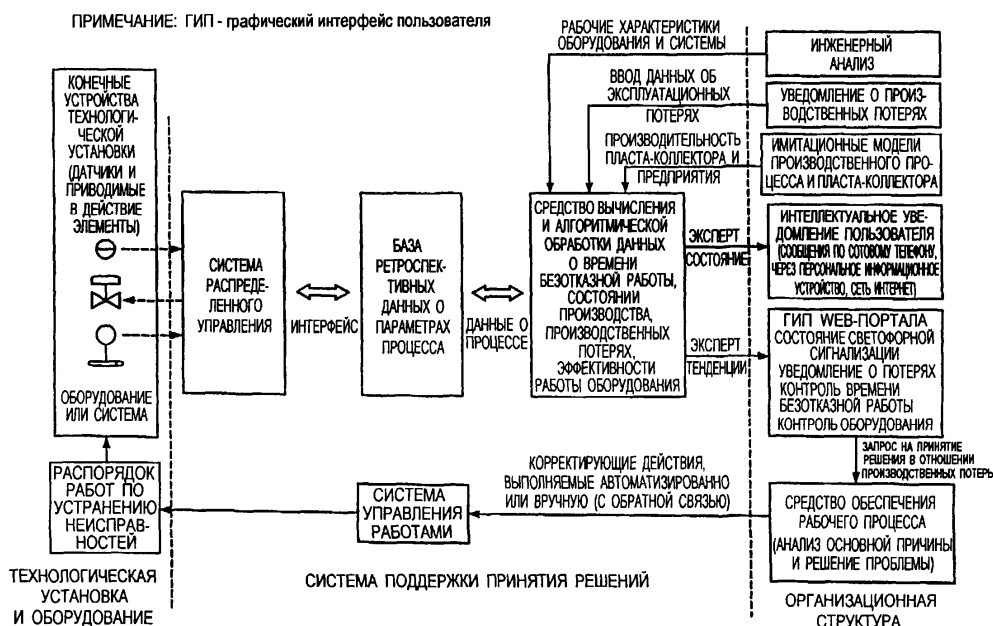 ПРИМЕЧАНИЕ: ГИП - графический интерфейс пользователя
КОНЕЧНЫЕ
УСТРОЙСТВА
ТЕХНОЛОГИ-
ЧЕСКОЙ
УСТАНОВКИ
(ДАТЧИКИ И
ПРИВОДИМЫЕ
В ДЕЙСТВИЕ
ЭЛЕМЕНТЫ)
ОБОРУДОВАНИЕ
ИЛИ СИСТЕМА
РАСПОРЯДОК
РАБОТ ПО
УСТРАНЕНИЮ
НЕИСПРАВ-
НОСТЕЙ
ТЕХНОЛОГИЧЕСКАЯ
УСТАНОВКА
И ОБОРУДОВАНИЕ
СИСТЕМА
РАСПРЕДЕ-
ЛЕННОГО
УПРАВЛЕНИЯ
ИНТЕРФЕЙС
БАЗА
РЕТРОСПЕК-
ТИВНЫХ
ДАННЫХ О
ПАРАМЕТРАХ
ПРОЦЕССА
ДАННЫЕ О
ПРОЦЕССЕ
РАБОЧИЕ ХАРАКТЕРИСТИКИ
ОБОРУДОВАНИЯ И СИСТЕМЫ
ВВОД ДАННЫХ ОБ
ЭКСПЛУАТАЦИОННЫХ
ПОТЕРЯХ
ПРОИЗВОДИТЕЛЬНОСТЬ
ПЛАСТА-КОЛЛЕКТОРА И
ПРЕДПРИЯТИЯ
СРЕДСТВО ВЫЧИСЛЕНИЯ
И АЛГОРИТМИЧЕСКОЙ
ОБРАБОТКИ ДАННЫХ
О ВРЕМЕНИ
БЕЗОТКАЗНОЙ РАБОТЫ,
СОСТОЯНИИ
ПРОИЗВОДСТВА,
ПРОИЗВОДСТВЕННЫХ
ПОТЕРЯХ,
ЭФФЕКТИВНОСТИ
РАБОТЫ ОБОРУДОВАНИЯ
ЭКСПЕРТ
СОСТОЯНИЕ
ЭКСПЕРТ
ТЕНДЕНЦИИ
ИНЖЕНЕРНЫЙ
АНАЛИЗ
УВЕДОМЛЕНИЕ О ПРОИЗ-
ВОДСТВЕННЫХ ПОТЕРЯХ
ИМИТАЦИОННЫЕ МОДЕЛИ
ПРОИЗВОДСТВЕННОГО ПРО-
ЦЕССА И ПЛАСТА-КОЛЛЕКТОРА
ИНТЕЛЛЕКТУАЛЬНОЕ УВЕ-
ДОМЛЕНИЕ ПОЛЬЗОВАТЕЛЯ
(СООБЩЕНИЯ ПО СОТОВОМУ ТЕЛЕФОНУ,
ЧЕРЕЗ ПЕРСОНАЛЬНОЕ ИНФОРМАЦИОННОЕ
УСТРОЙСТВО, СЕТЬ ИНТЕРНЕТ)
ГИП WEB-ПОРТАЛА
СОСТОЯНИЕ СВЕТОФОРНОЙ
СИГНАЛИЗАЦИИ
УВЕДОМЛЕНИЕ О ПОТЕРЯХ
КОНТРОЛЬ ВРЕМЕНИ
БЕЗОТКАЗНОЙ РАБОТЫ
КОНТРОЛЬ ОБОРУДОВАНИЯ
ЗАПРОС НА ПРИНЯТИЕ
РЕШЕНИЯ В ОТНОШЕНИИ
ПРОИЗВОДСТВЕННЫХ ПОТЕРЬ
СРЕДСТВО ОБЕСПЕЧЕНИЯ
РАБОЧЕГО ПРОЦЕССА
(АНАЛИЗ ОСНОВНОЙ ПРИЧИНЫ
И РЕШЕНИЕ ПРОБЛЕМЫ)
КОРРЕКТИРУЮЩИЕ ДЕЙСТВИЯ,
ВЫПОЛНЯЕМЫЕ АВТОМАТИЗИРОВАННО
ИЛИ ВРУЧНУЮ (С ОБРАТНОЙ СВЯЗЬЮ)
СИСТЕМА
УПРАВЛЕНИЯ
РАБОТАМИ
СИСТЕМА ПОДДЕРЖКИ ПРИНЯТИЯ РЕШЕНИЙ
ОРГАНИЗАЦИОННАЯ
СТРУКТУРА